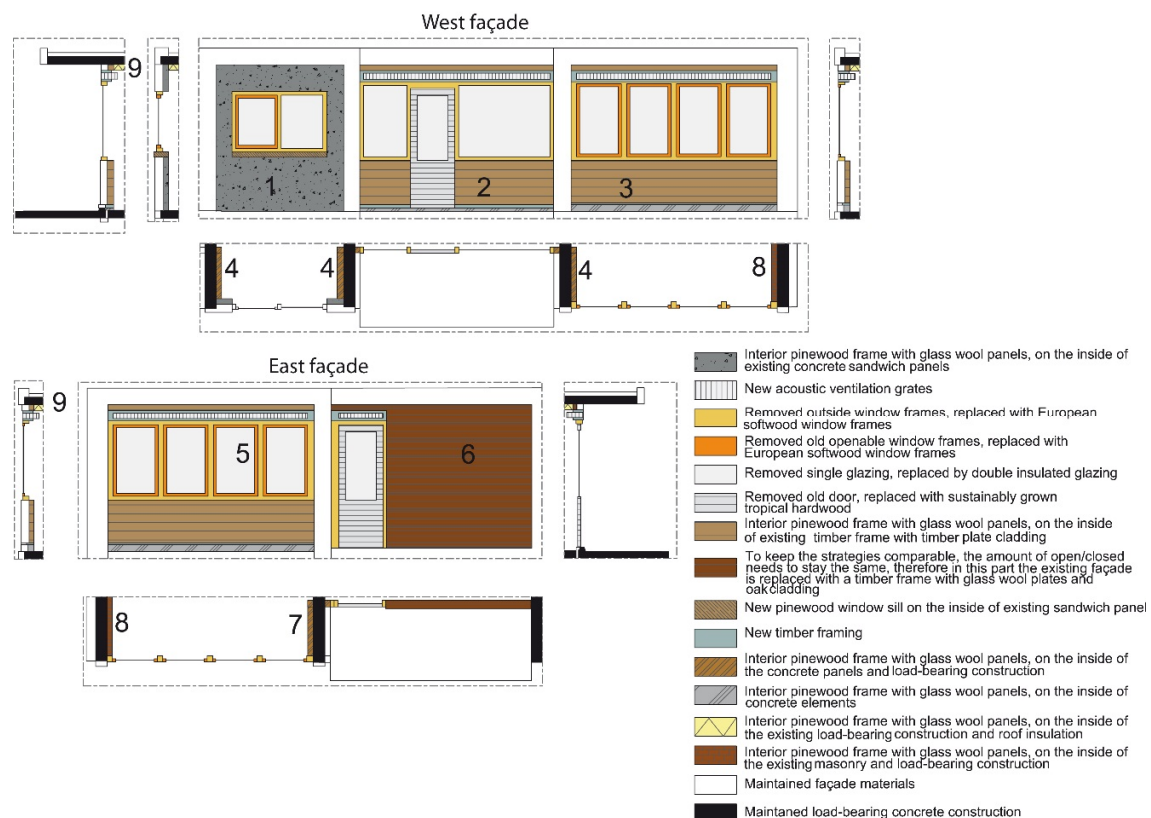 West façade
9
1
2
3
4
4
4
8
East façade
9
5
6
8
7
Interior pinewood frame with glass wool panels, on the inside of
existing concrete sandwich panels
New acoustic ventilation grates
Removed outside window frames, replaced with European
softwood window frames
Removed old openable window frames, replaced with
European softwood window frames
Removed single glazing, replaced by double insulated glazing
Removed old door, replaced with sustainably grown
tropical hardwood
Interior pinewood frame with glass wool panels, on the inside
of existing timber frame with timber plate cladding
To keep the strategies comparable, the amount of open/closed
needs to stay the same, therefore in this part the existing façade
is replaced with a timber frame with glass wool plates and
oakcladding
New pinewood window sill on the inside of existing sandwich panel
New timber framing
Interior pinewood frame with glass wool panels, on the inside of
the concrete panels and load-bearing construction
Interior pinewood frame with glass wool panels, on the inside of
concrete elements
Interior pinewood frame with glass wool panels, on the inside of
the existing load-bearing construction and roof insulation
Interior pinewood frame with glass wool panels, on the inside of
the existing masonry and load-bearing construction
Maintained façade materials
Maintaned load-bearing concrete construction